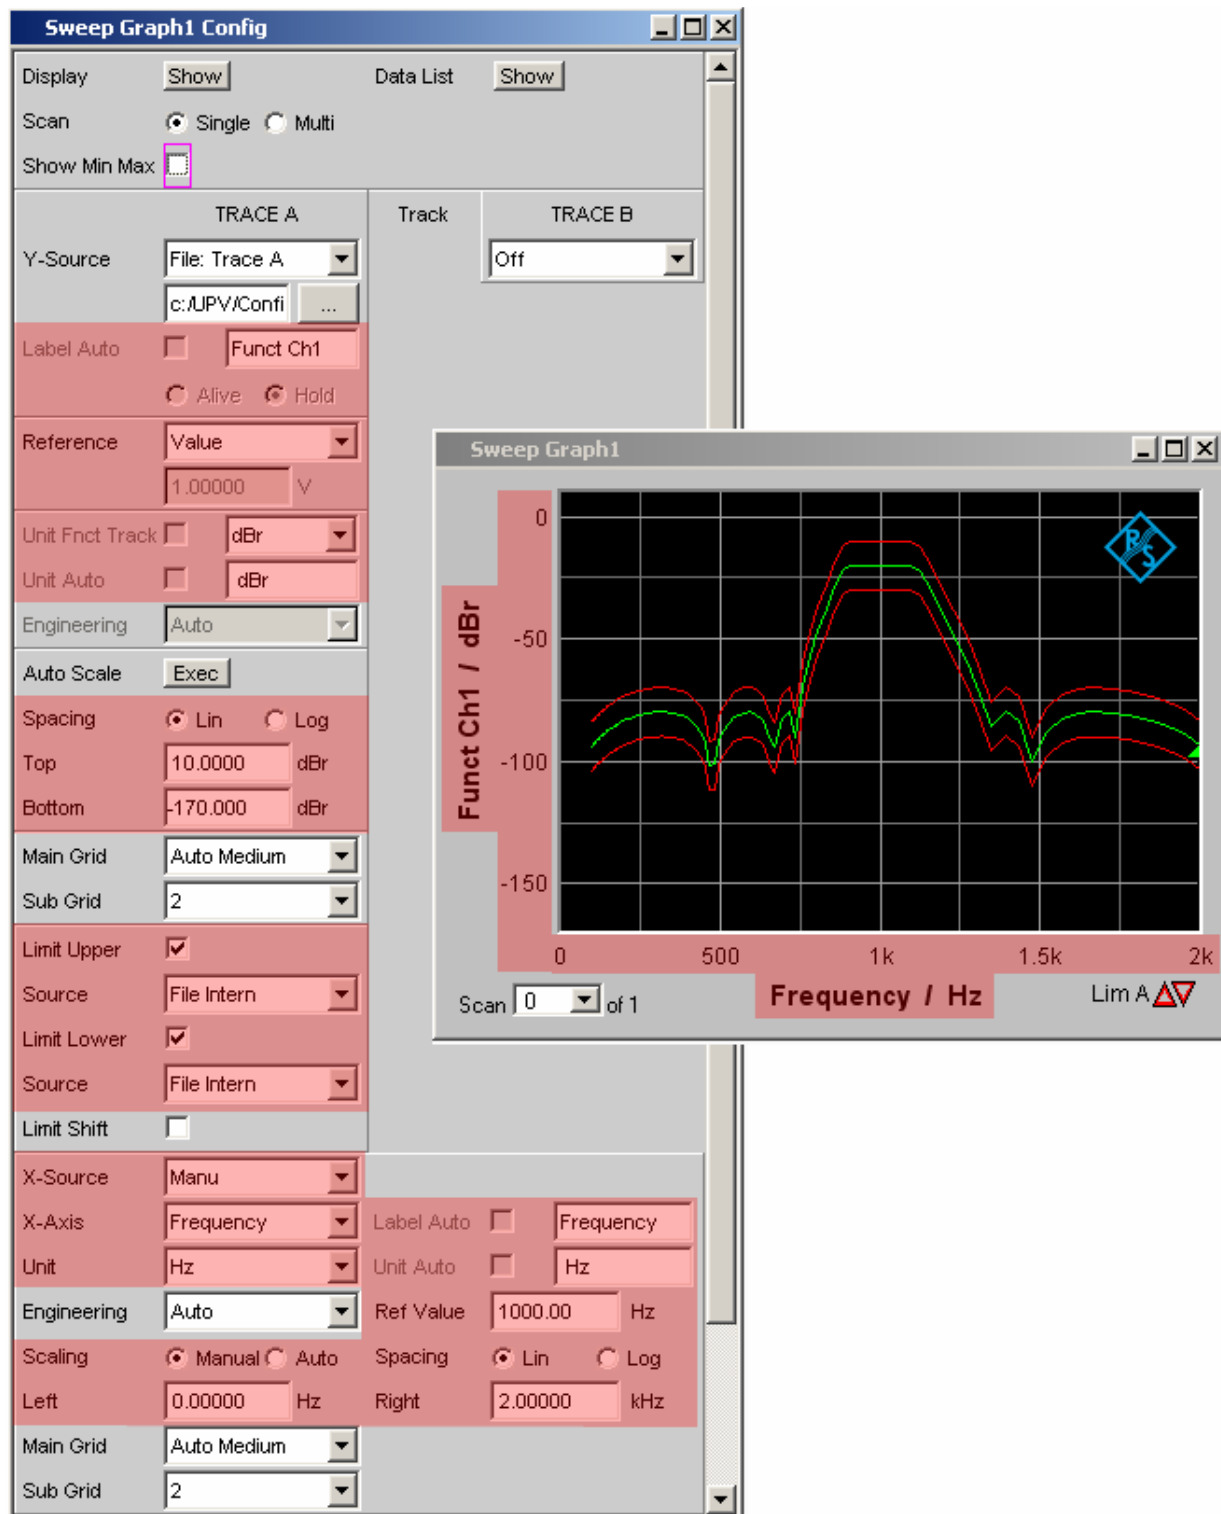 Sweep Graph1 Config
Display Show Data List Show
Scan Single Multi
Show Min Max
TRACE A Track TRACE B
Y-Source File: Trace A Off
c:/UPV/Confi ...
Label Auto Funct Ch1
Alive Hold
Reference Value
1.00000 V
Unit Fnct Track dBr
Unit Auto dBr
Engineering Auto
Auto Scale Exec
Spacing Lin Log
Top 10.0000 dBr
Bottom -170.000 dBr
Main Grid Auto Medium
Sub Grid 2
Limit Upper
Source File Intern
Limit Lower
Source File Intern
Limit Shift
X-Source Manu
X-Axis Frequency Label Auto Frequency
Unit Hz Unit Auto Hz
Engineering Auto Ref Value 1000.00 Hz
Scaling Manual Auto Spacing Lin Log
Left 0.00000 Hz Right 2.00000 kHz
Main Grid Auto Medium
Sub Grid 2
Sweep Graph1
R S
Funct Ch1 / dBr
0
-50
-100
-150
0 500 1k 1.5k 2k
Scan 0 of 1 Frequency / Hz Lim A